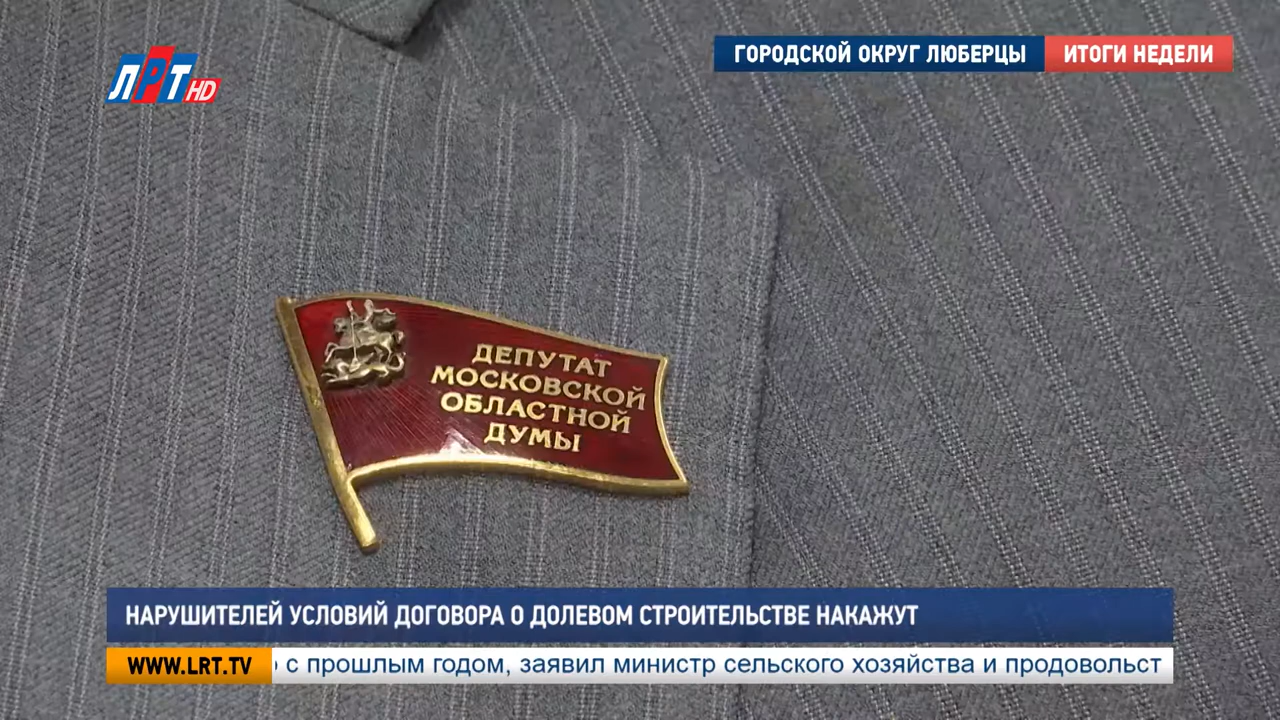 ЛРТ HD
ГОРОДСКОЙ ОКРУГ ЛЮБЕРЦЫ ИТОГИ НЕДЕЛИ
ДЕПУТАТ
МОСКОВСКОЙ
ОБЛАСТНОЙ
ДУМЫ
НАРУШИТЕЛЕЙ УСЛОВИЙ ДОГОВОРА О ДОЛЕВОМ СТРОИТЕЛЬСТВЕ НАКАЖУТ
WWW.LRT.TV с прошлым годом, заявил министр сельского хозяйства и продовольст